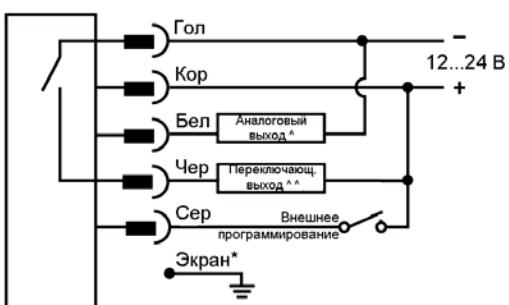 Гол
−
12...24 В
Кор
+
Бел
Аналоговый
выход ^
Чер
Переключающ.
выход ^ ^
Сер
Внешнее
программирование
Экран*